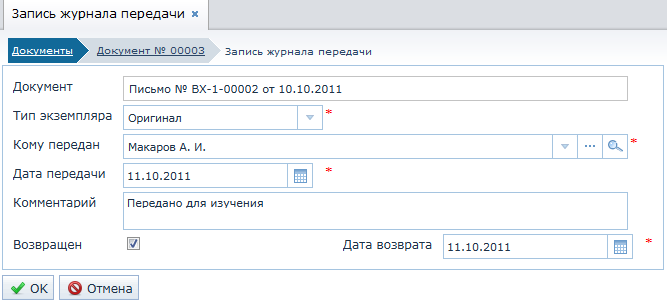 Запись журнала передачи ×
Документы Документ № 00003 Запись журнала передачи
Документ Письмо № ВХ-1-00002 от 10.10.2011
Тип экземпляра Оригинал *
Кому передан Макаров А. И. ... *
Дата передачи 11.10.2011 *
Комментарий Передано для изучения
Возвращен Дата возврата 11.10.2011 *
OK Отмена